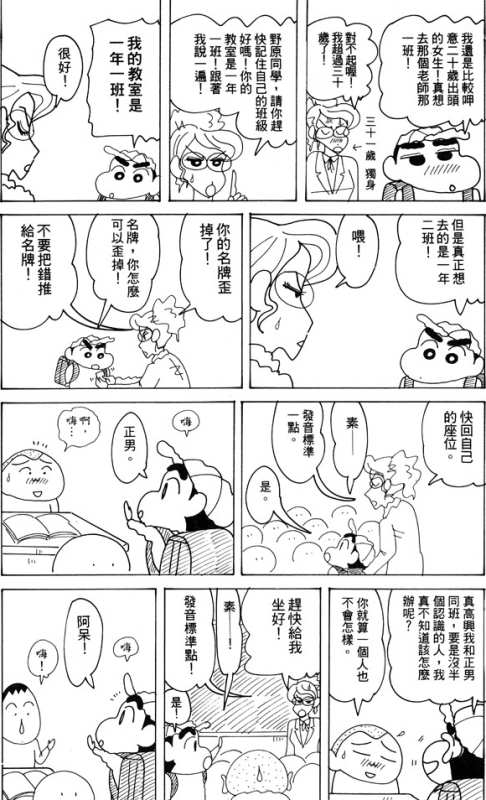 我還是比較呷
意二十歲出頭
的女生！真想
去那個老師那
一班！
對不起喔！
我超過三十
歲了！
三十一歲 獨身
野原同學，請你趕
快記住自己的班級
好嗎！你的
教室是一年
一班！跟著
我說一遍！
我的教室是
一年一班！
很好！
但是真正想
去的是一年
二班！
喂！
你的名牌歪
掉了！
名牌，你怎麼
可以歪掉！
不要把錯推
給名牌！
快回自己
的座位。
素——
發音標準
一點。
是。
嗨
正男。
嗨啊…
真高興我和正男
同班，要是沒半
個認識的人，我
真不知道該怎麼
辦呢？
你就算一個人也
不會怎樣。
趕快給我
坐好！
素——！
發音標準點！
是！
嗨
阿呆！
嗨！